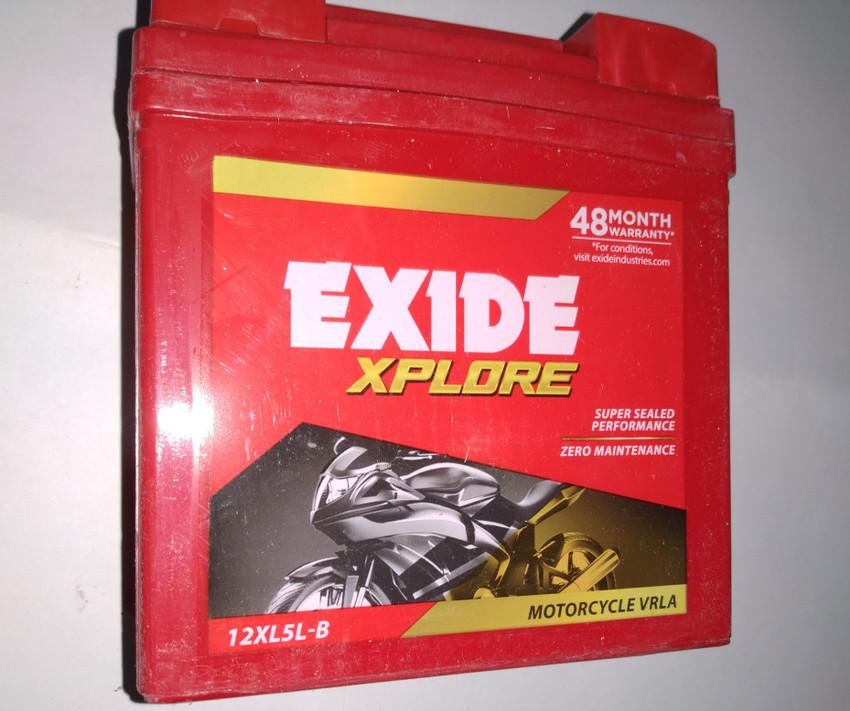 48 MONTH
WARRANTY*
*For conditions,
visit exideindustries.com
EXIDE
XPLORE
SUPER SEALED
PERFORMANCE
ZERO MAINTENANCE
MOTORCYCLE VRLA
12XL5L-B